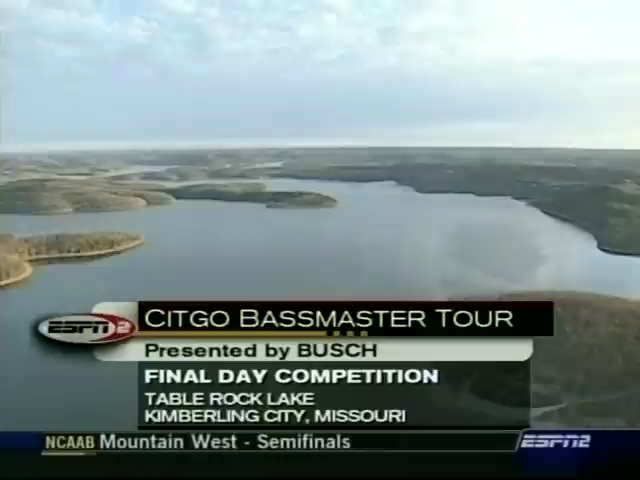 ESPN2 CITGO BASSMASTER TOUR
Presented by BUSCH
FINAL DAY COMPETITION
TABLE ROCK LAKE
KIMBERLING CITY, MISSOURI
NCAAB Mountain West - Semifinals ESPN2